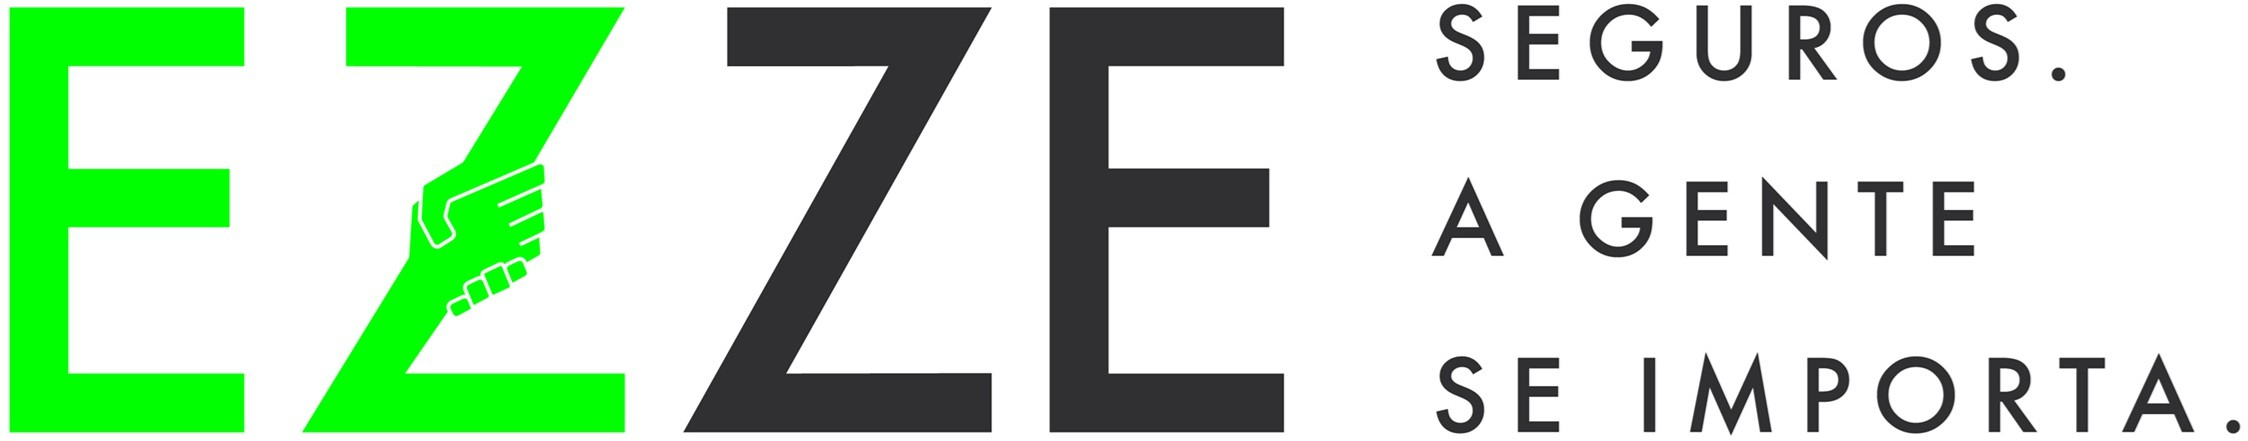 EZZE
SEGUROS.
A GENTE
SE IMPORTA.